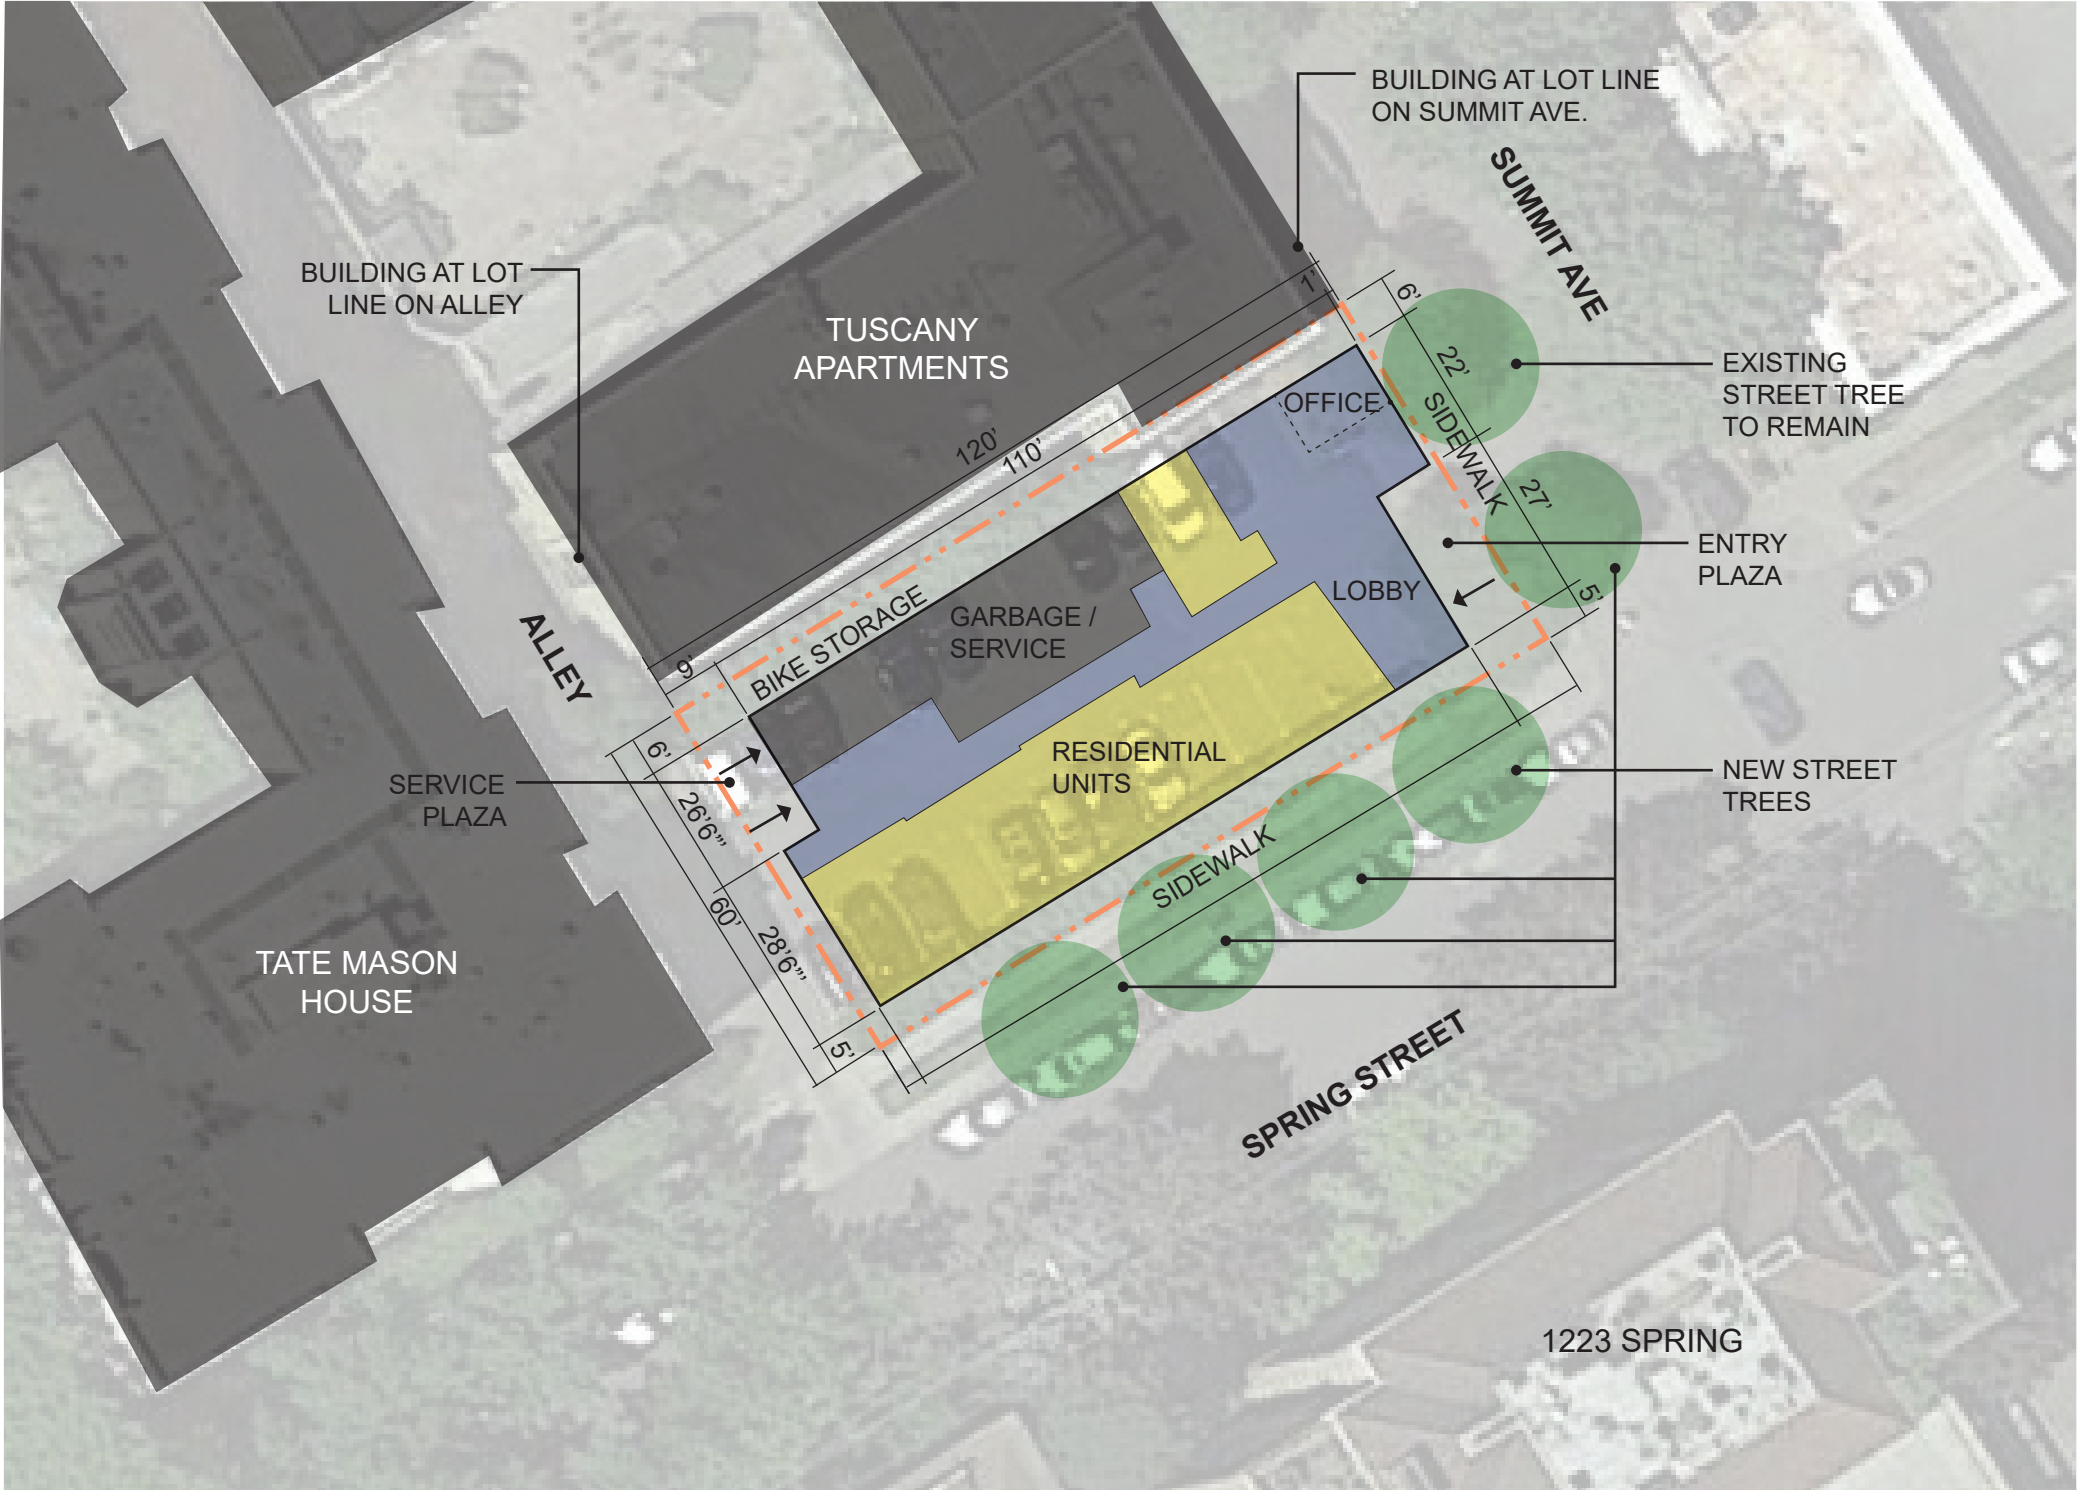 BUILDING AT LOT LINE
ON SUMMIT AVE.
SUMMIT AVE
BUILDING AT LOT
LINE ON ALLEY
TUSCANY
APARTMENTS
1'
6'
22'
SIDEWALK
27'
5'
EXISTING
STREET TREE
TO REMAIN
OFFICE
120'
110'
ENTRY
PLAZA
LOBBY
GARBAGE /
SERVICE
BIKE STORAGE
9'
ALLEY
6'
26'6"'
60'
28'6"'
5'
SERVICE
PLAZA
RESIDENTIAL
UNITS
NEW STREET
TREES
SIDEWALK
TATE MASON
HOUSE
SPRING STREET
1223 SPRING